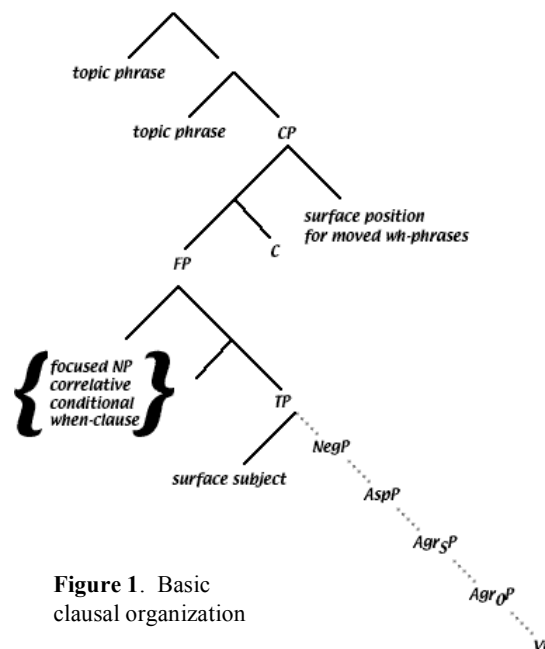 topic phrase
topic phrase
CP
surface position
for moved wh-phrases
C
FP
focused NP
correlative
conditional
when-clause
TP
NegP
surface subject
AspP
AgrSP
AgrOP
Figure 1. Basic
clausal organization